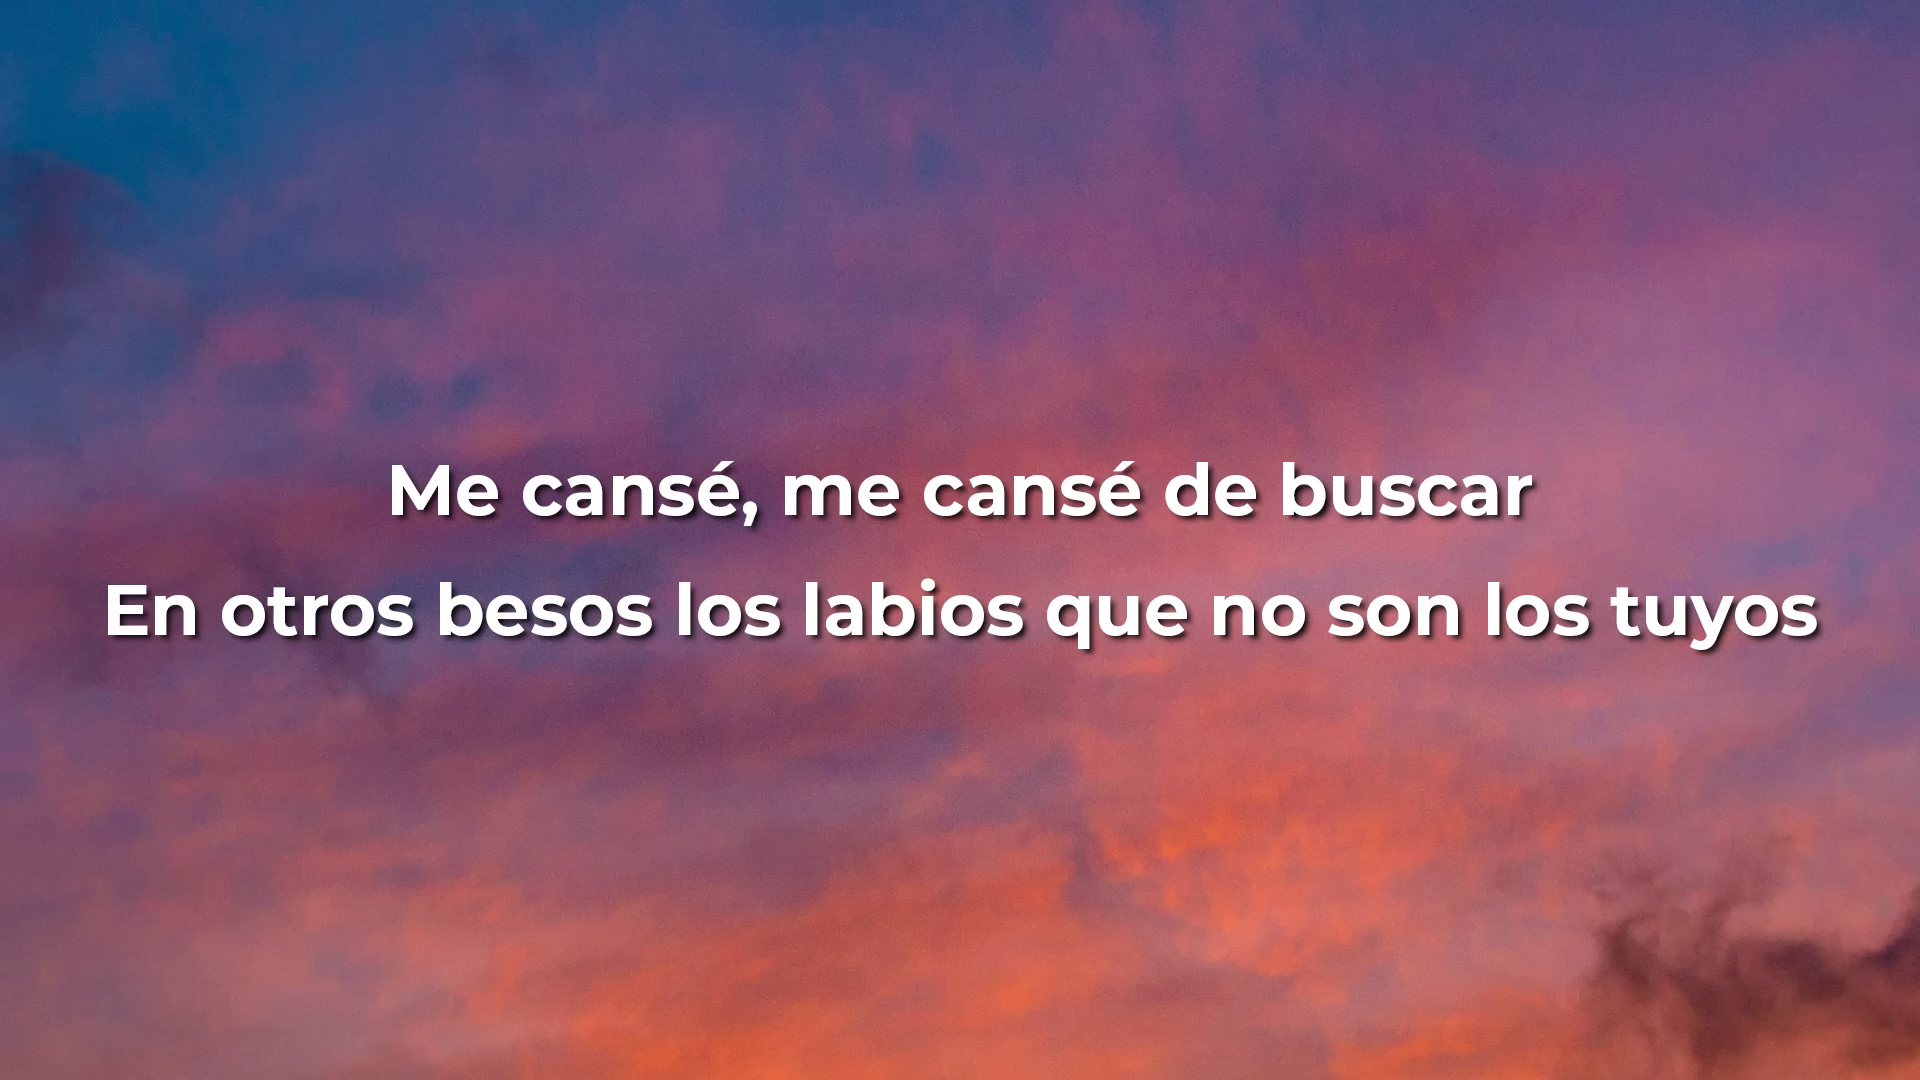 Me cansé, me cansé de buscar
En otros besos los labios que no son los tuyos